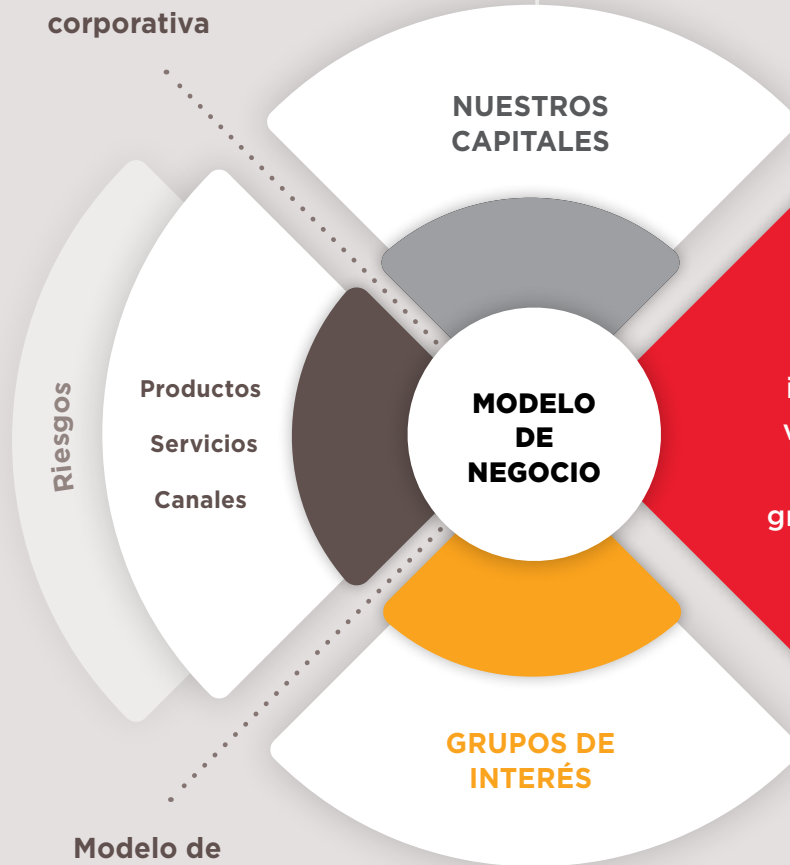 corporativa
NUESTROS
CAPITALES
Riesgos
Productos
Servicios
Canales
MODELO
DE
NEGOCIO
GRUPOS DE
INTERÉS
Modelo de